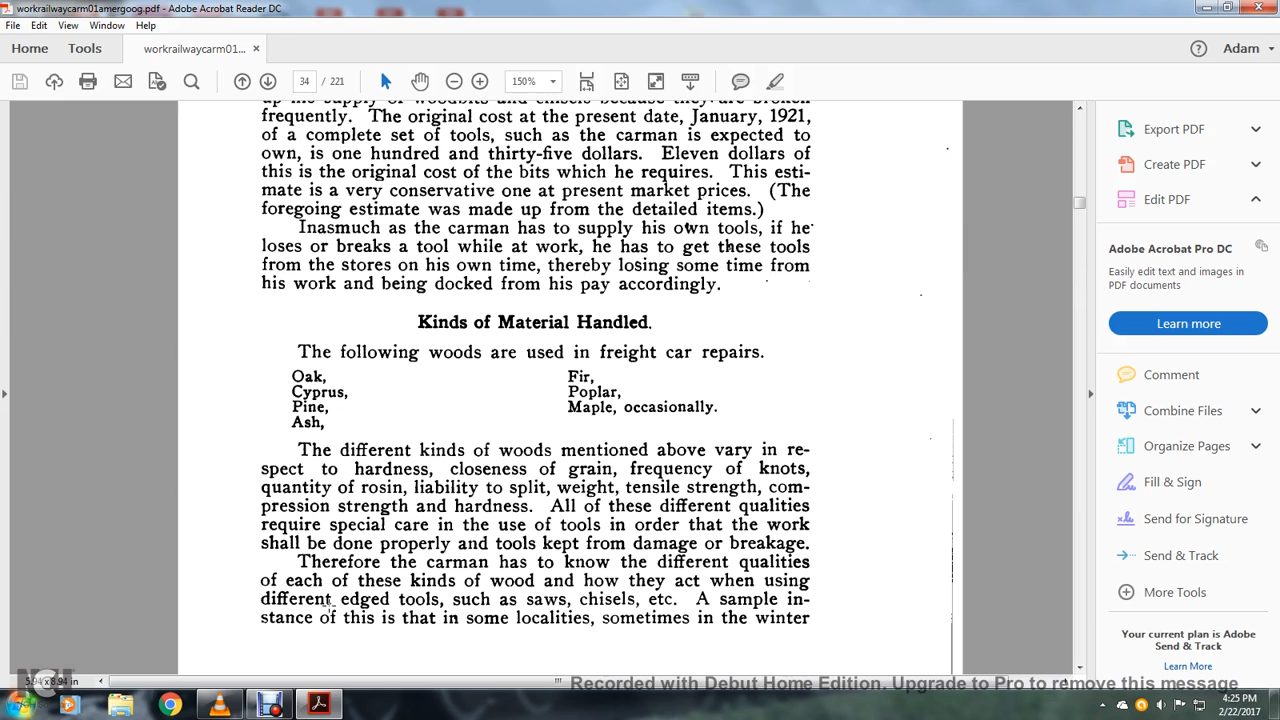 workrailwaycarm01amergoog.pdf - Adobe Acrobat Reader DC
File Edit View Window Help
Home Tools workrailwaycarm01... × Adam
34 / 221 150%
frequently. The original cost at the present date, January, 1921,
of a complete set of tools, such as the carman is expected to
own, is one hundred and thirty-five dollars. Eleven dollars of
this is the original cost of the bits which he requires. This esti-
mate is a very conservative one at present market prices. (The
foregoing estimate was made up from the detailed items.)
Inasmuch as the carman has to supply his own tools, if he
loses or breaks a tool while at work, he has to get these tools
from the stores on his own time, thereby losing some time from
his work and being docked from his pay accordingly.
Kinds of Material Handled.
The following woods are used in freight car repairs.
Oak, Fir,
Cyprus, Poplar,
Pine, Maple, occasionally.
Ash,
The different kinds of woods mentioned above vary in re-
spect to hardness, closeness of grain, frequency of knots,
quantity of rosin, liability to split, weight, tensile strength, com-
pression strength and hardness. All of these different qualities
require special care in the use of tools in order that the work
shall be done properly and tools kept from damage or breakage.
Therefore the carman has to know the different qualities
of each of these kinds of wood and how they act when using
different edged tools, such as saws, chisels, etc. A sample in-
stance of this is that in some localities, sometimes in the winter
Export PDF
Create PDF
Edit PDF
Adobe Acrobat Pro DC
Easily edit text and images in
PDF documents
Learn more
Comment
Combine Files
Organize Pages
Fill & Sign
Send for Signature
Send & Track
More Tools
Your current plan is Adobe
Send & Track
Learn More
5.94 x 8.94 in
Recorded with Debut Home Edition. Upgrade to Pro to remove this message
4:25 PM
2/22/2017